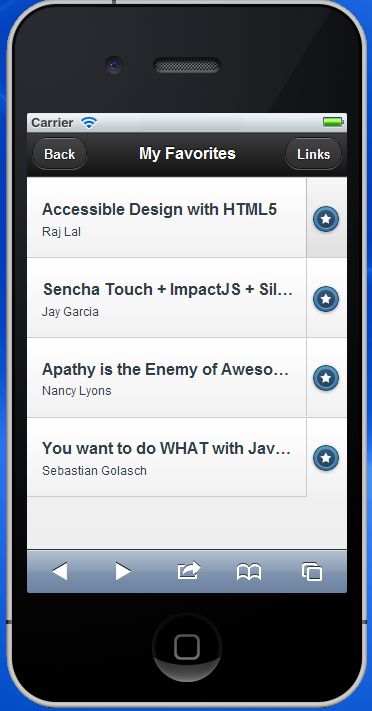 Carrier
Back My Favorites Links
Accessible Design with HTML5
Raj Lal
Sencha Touch + ImpactJS + Sil...
Jay Garcia
Apathy is the Enemy of Aweso...
Nancy Lyons
You want to do WHAT with Jav...
Sebastian Golasch